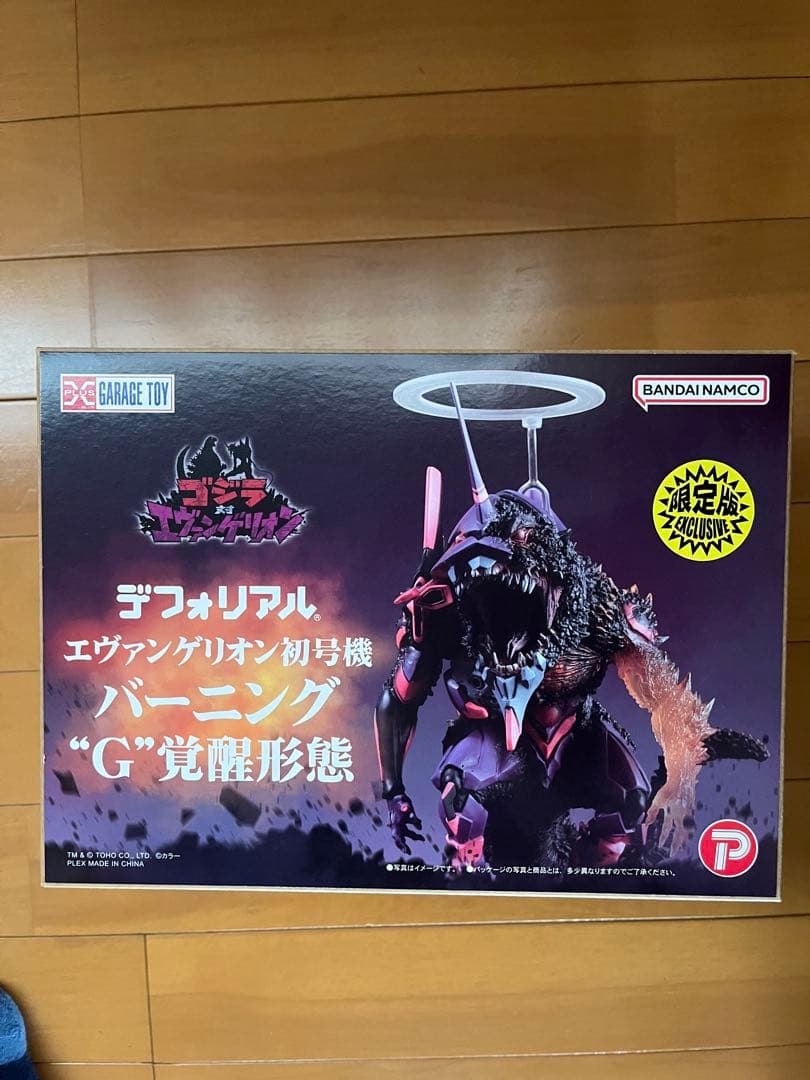 X PLUS
GARAGE TOY
BANDAI NAMCO
ゴジラ
対
エヴァンゲリオン
限定版
EXCLUSIVE
デフォリアル®
エヴァンゲリオン初号機
バーニング
“G”覚醒形態
TM & © TOHO CO., LTD. ©カラー
PLEX MADE IN CHINA
●写真はイメージです。 ●パッケージの写真と商品とは、多少異なりますのでご了承ください。
P